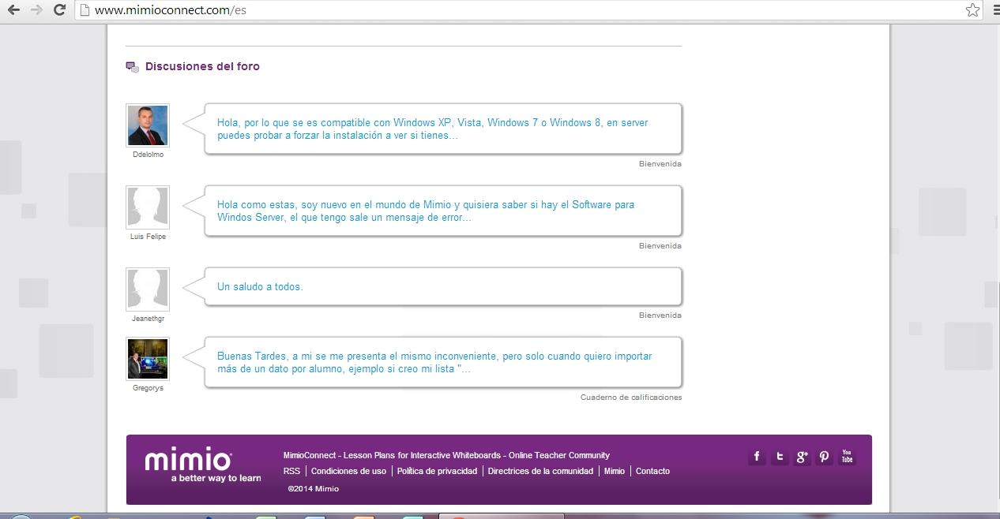 www.mimioconnect.com/es
Discusiones del foro
Hola, por lo que se es compatible con Windows XP, Vista, Windows 7 o Windows 8, en server
puedes probar a forzar la instalación a ver si tienes...
Ddelolmo
Bienvenida
Hola como estas, soy nuevo en el mundo de Mimio y quisiera saber si hay el Software para
Windos Server, el que tengo sale un mensaje de error...
Luis Felipe
Bienvenida
Un saludo a todos.
Jeanethgr
Bienvenida
Buenas Tardes, a mi se me presenta el mismo inconveniente, pero solo cuando quiero importar
más de un dato por alumno, ejemplo si creo mi lista "...
Gregorys
Cuaderno de calificaciones
mimio
a better way to learn
MimioConnect - Lesson Plans for Interactive Whiteboards - Online Teacher Community
RSS | Condiciones de uso | Política de privacidad | Directrices de la comunidad | Mimio | Contacto
©2014 Mimio
f t g+ P You Tube